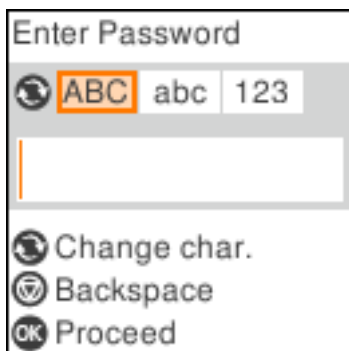 Enter Password
ABC abc 123
Change char.
Backspace
OK Proceed